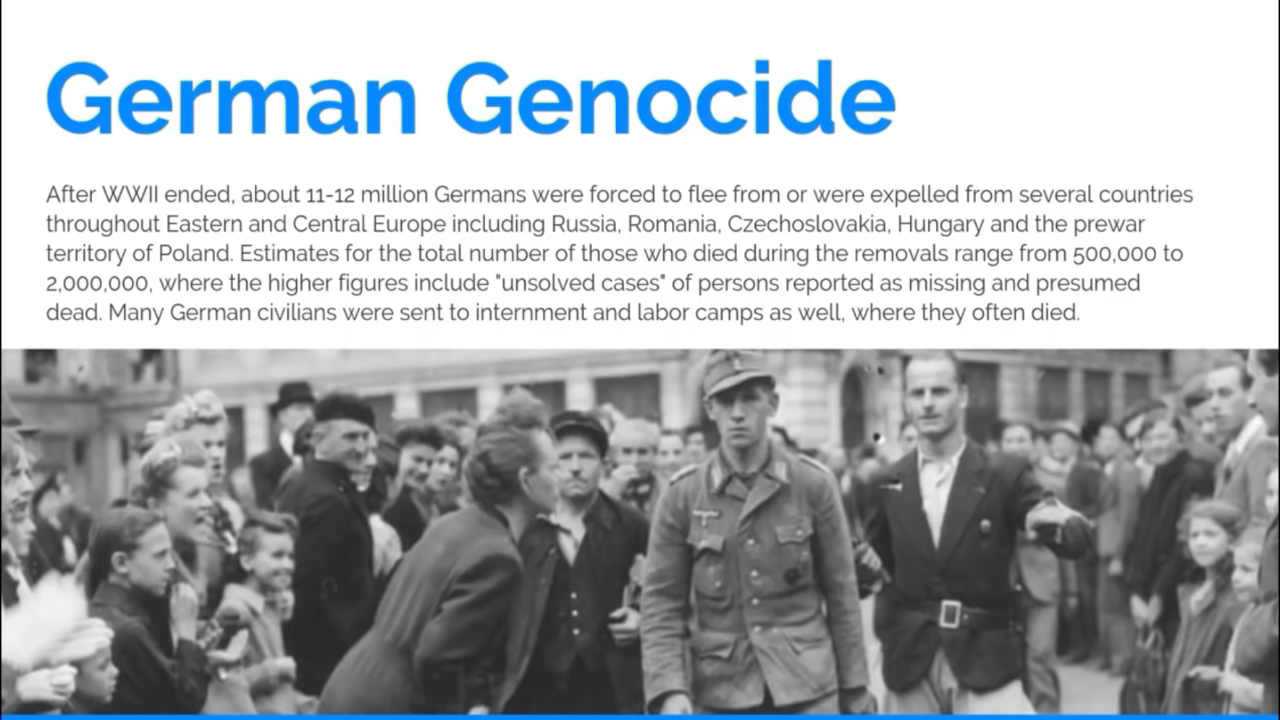 German Genocide
After WWII ended, about 11-12 million Germans were forced to flee from or were expelled from several countries
throughout Eastern and Central Europe including Russia, Romania, Czechoslovakia, Hungary and the prewar
territory of Poland. Estimates for the total number of those who died during the removals range from 500,000 to
2,000,000, where the higher figures include "unsolved cases" of persons reported as missing and presumed
dead. Many German civilians were sent to internment and labor camps as well, where they often died.